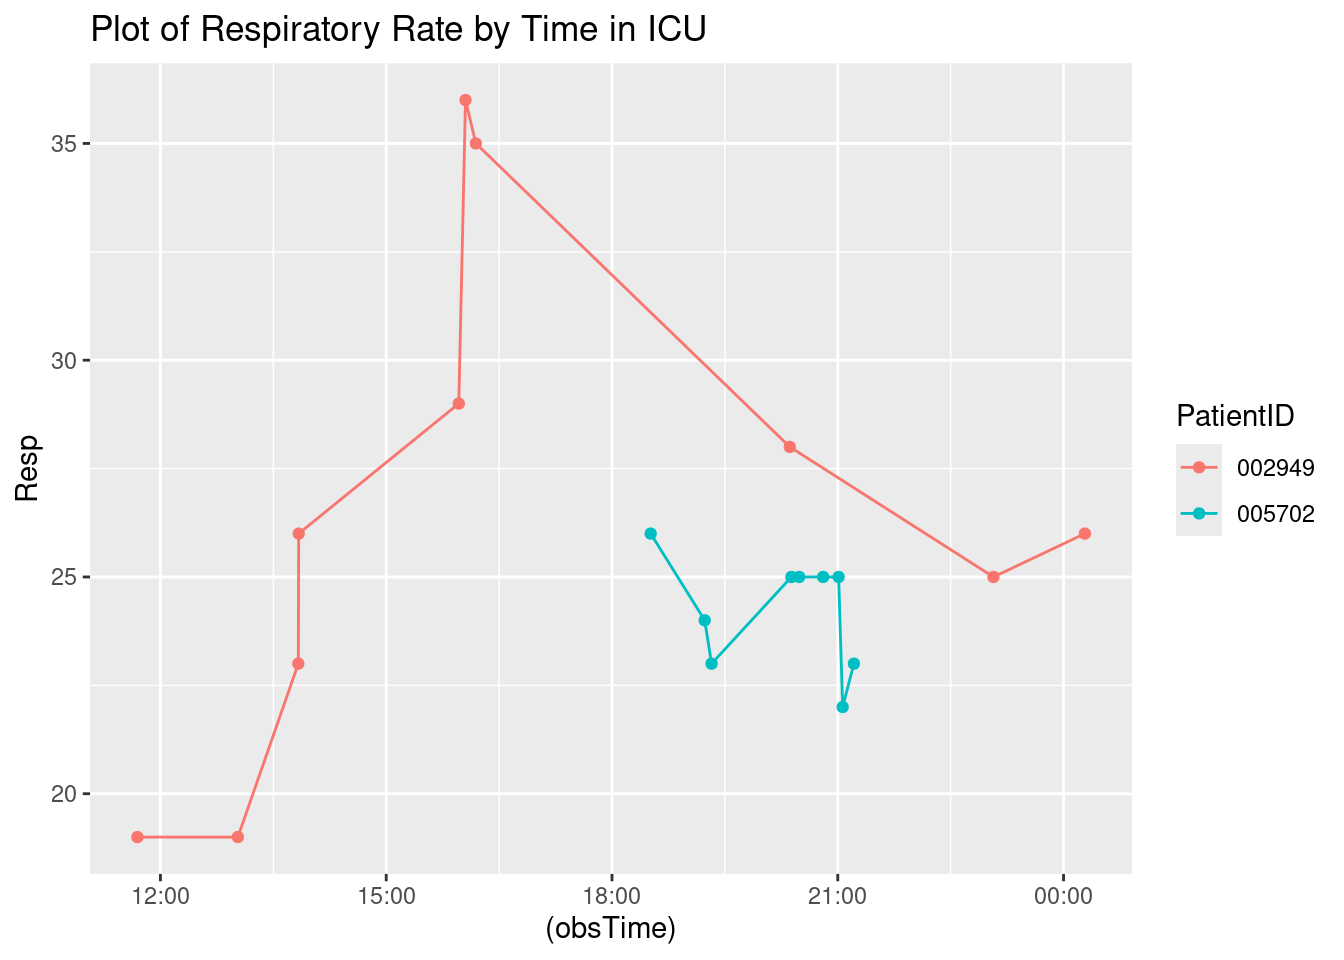 Plot of Respiratory Rate by Time in ICU
35
30
25
20
Resp
12:00 15:00 18:00 21:00 00:00
(obsTime)
PatientID
002949
005702